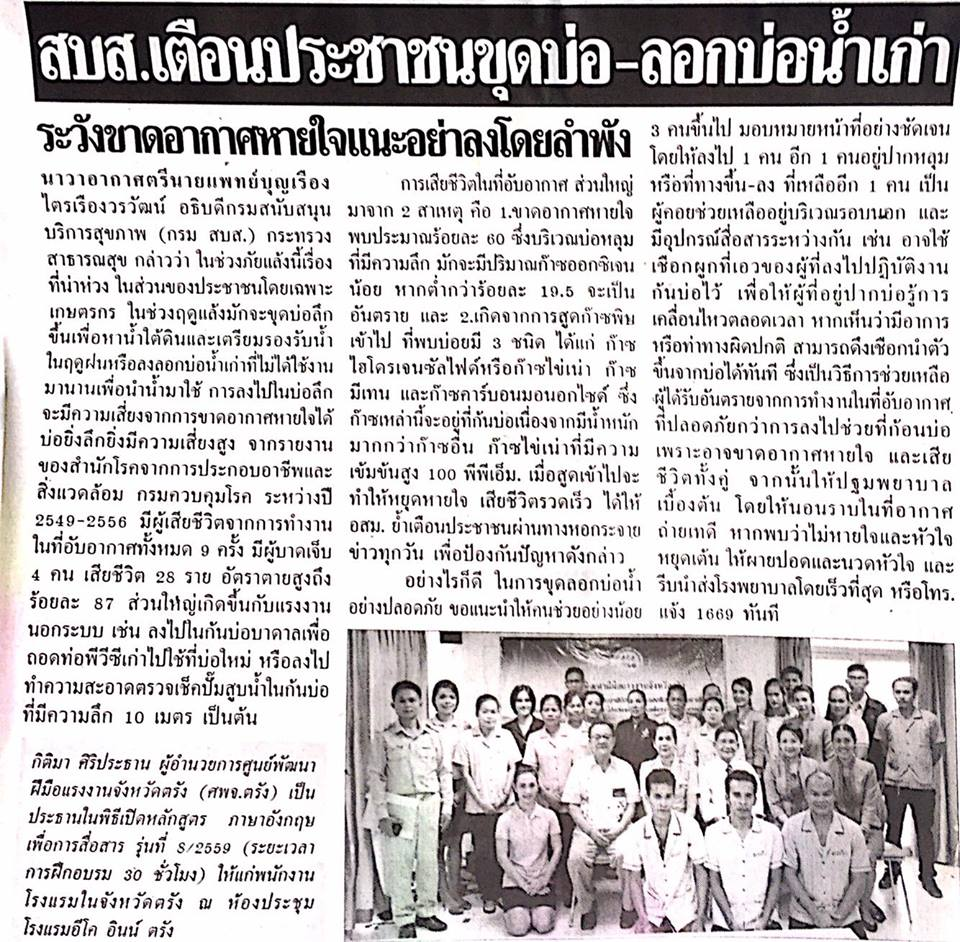 สบส.เตือนประชาชนขุดบ่อ-ลอกบ่อน้ำเก่า
ระวังขาดอากาศหายใจแนะอย่าลงโดยลำพัง
นาวาอากาศตรีนายแพทย์บุญเรือง
ไตรเรืองวรวัฒน์ อธิบดีกรมสนับสนุน
บริการสุขภาพ (กรม สบส.) กระทรวง
สาธารณสุข กล่าวว่า ในช่วงภัยแล้งนี้เรื่อง
ที่น่าห่วง ในส่วนของประชาชนโดยเฉพาะ
เกษตรกร ในช่วงฤดูแล้งมักจะขุดบ่อลึก
ขึ้นเพื่อหาน้ำใต้ดินและเตรียมรองรับน้ำ
ในฤดูฝนหรือลงลอกบ่อน้ำเก่าที่ไม่ได้ใช้งาน
มานานเพื่อนำน้ำมาใช้ การลงไปในบ่อลึก
จะมีความเสี่ยงจากการขาดอากาศหายใจได้
บ่อยิ่งลึกยิ่งมีความเสี่ยงสูง จากรายงาน
ของสำนักโรคจากการประกอบอาชีพและ
สิ่งแวดล้อม กรมควบคุมโรค ระหว่างปี
2549-2556 มีผู้เสียชีวิตจากการทำงาน
ในที่อับอากาศทั้งหมด 9 ครั้ง มีผู้บาดเจ็บ
4 คน เสียชีวิต 28 ราย อัตราตายสูงถึง
ร้อยละ 87 ส่วนใหญ่เกิดขึ้นกับแรงงาน
นอกระบบ เช่น ลงไปในก้นบ่อบาดาลเพื่อ
ถอดท่อพีวีซีเก่าไปใช้ที่บ่อใหม่ หรือลงไป
ทำความสะอาดตรวจเช็คปั๊มสูบน้ำในก้นบ่อ
ที่มีความลึก 10 เมตร เป็นต้น
การเสียชีวิตในที่อับอากาศ ส่วนใหญ่
มาจาก 2 สาเหตุ คือ 1.ขาดอากาศหายใจ
พบประมาณร้อยละ 60 ซึ่งบริเวณบ่อหลุม
ที่มีความลึก มักจะมีปริมาณก๊าซออกซิเจน
น้อย หากต่ำกว่าร้อยละ 19.5 จะเป็น
อันตราย และ 2.เกิดจากการสูดก๊าซพิษ
เข้าไป ที่พบบ่อยมี 3 ชนิด ได้แก่ ก๊าซ
ไฮโดรเจนซัลไฟด์หรือก๊าซไข่เน่า ก๊าซ
มีเทน และก๊าซคาร์บอนมอนอกไซด์ ซึ่ง
ก๊าซเหล่านี้จะอยู่ที่ก้นบ่อเนื่องจากมีน้ำหนัก
มากกว่าก๊าซอื่น ก๊าซไข่เน่าที่มีความ
เข้มข้นสูง 100 พีพีเอ็ม. เมื่อสูดเข้าไปจะ
ทำให้หยุดหายใจ เสียชีวิตรวดเร็ว ได้ให้
อสม. ย้ำเตือนประชาชนผ่านทางหอกระจาย
ข่าวทุกวัน เพื่อป้องกันปัญหาดังกล่าว
อย่างไรก็ดี ในการขุดลอกบ่อน้ำ
อย่างปลอดภัย ขอแนะนำให้คนช่วยอย่างน้อย
3 คนขึ้นไป มอบหมายหน้าที่อย่างชัดเจน
โดยให้ลงไป 1 คน อีก 1 คนอยู่ปากหลุม
หรือที่ทางขึ้น-ลง ที่เหลืออีก 1 คน เป็น
ผู้คอยช่วยเหลืออยู่บริเวณรอบนอก และ
มีอุปกรณ์สื่อสารระหว่างกัน เช่น อาจใช้
เชือกผูกที่เอวของผู้ที่ลงไปปฏิบัติงาน
ก้นบ่อไว้ เพื่อให้ผู้ที่อยู่ปากบ่อรู้การ
เคลื่อนไหวตลอดเวลา หากเห็นว่ามีอาการ
หรือท่าทางผิดปกติ สามารถดึงเชือกนำตัว
ขึ้นจากบ่อได้ทันที ซึ่งเป็นวิธีการช่วยเหลือ
ผู้ได้รับอันตรายจากการทำงานในที่อับอากาศ
ที่ปลอดภัยกว่าการลงไปช่วยที่ก้อนบ่อ
เพราะอาจขาดอากาศหายใจ และเสีย
ชีวิตทั้งคู่ จากนั้นให้ปฐมพยาบาล
เบื้องต้น โดยให้นอนราบในที่อากาศ
ถ่ายเทดี หากพบว่าไม่หายใจและหัวใจ
หยุดเต้น ให้ผายปอดและนวดหัวใจ และ
รีบนำส่งโรงพยาบาลโดยเร็วที่สุด หรือโทร.
แจ้ง 1669 ทันที
กิติมา ศิริประธาน ผู้อำนวยการศูนย์พัฒนา
ฝีมือแรงงานจังหวัดตรัง (ศพจ.ตรัง) เป็น
ประธานในพิธีเปิดหลักสูตร ภาษาอังกฤษ
เพื่อการสื่อสาร รุ่นที่ 8/2559 (ระยะเวลา
การฝึกอบรม 30 ชั่วโมง) ให้แก่พนักงาน
โรงแรมในจังหวัดตรัง ณ ห้องประชุม
โรงแรมอีโค อินน์ ตรัง